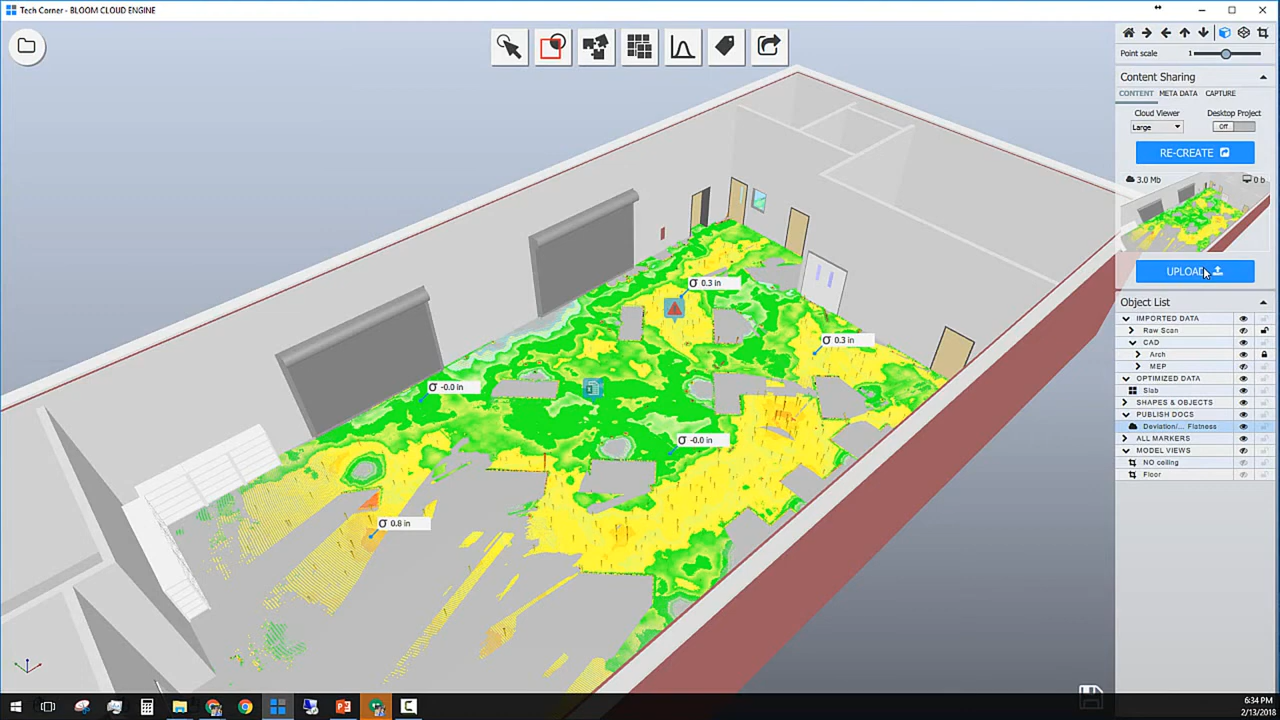 Tech Corner - BLOOM CLOUD ENGINE
Point scale 1
Content Sharing
CONTENT META DATA CAPTURE
Cloud Viewer Desktop Project
Large Off
RE-CREATE
3.0 Mb 0 b
UPLOAD
Object List
IMPORTED DATA
Raw Scan
CAD
Arch
MEP
OPTIMIZED DATA
Slab
SHAPES & OBJECTS
PUBLISH DOCS
Deviation/... Flatness
ALL MARKERS
MODEL VIEWS
NO ceiling
Floor
σ 0.3 in
σ 0.3 in
σ -0.0 in
σ -0.0 in
σ 0.8 in
6:34 PM
2/13/2018